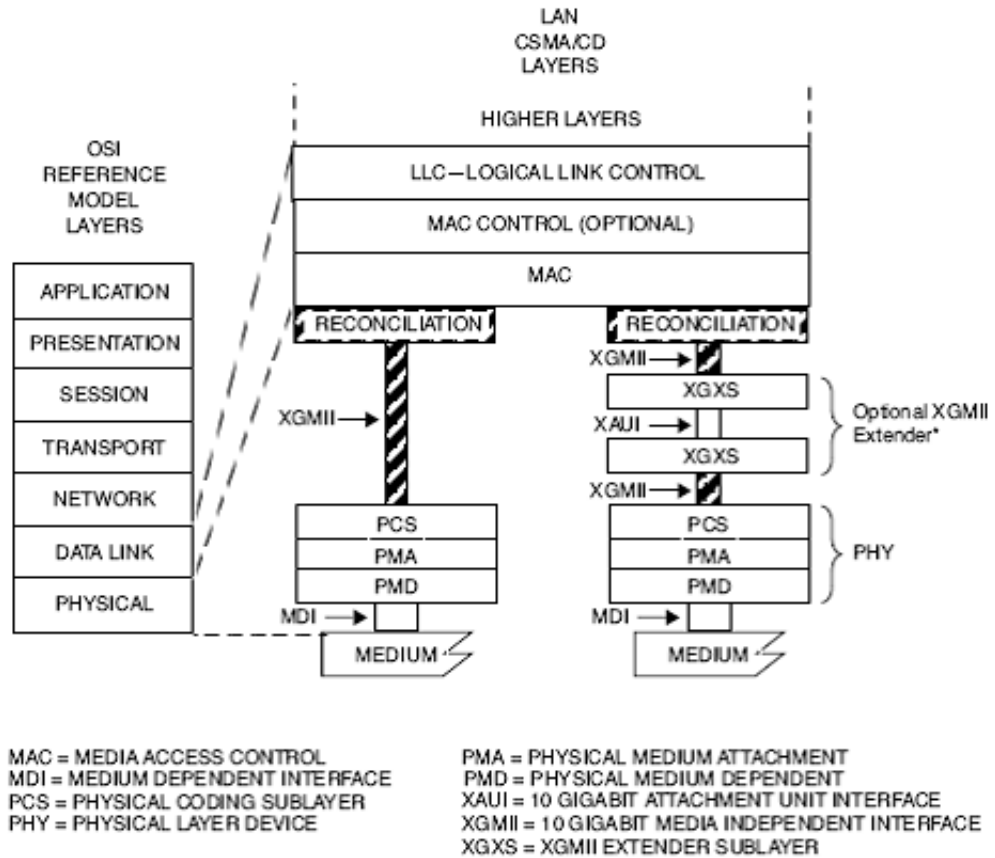 LAN
CSMA/CD
LAYERS
HIGHER LAYERS
OSI
REFERENCE
MODEL
LAYERS
LLC—LOGICAL LINK CONTROL
MAC CONTROL (OPTIONAL)
MAC
APPLICATION
PRESENTATION
SESSION
TRANSPORT
NETWORK
DATA LINK
PHYSICAL
RECONCILIATION
XGMII
PCS
PMA
PMD
MDI
MEDIUM
RECONCILIATION
XGMII
XGXS
XAUI
XGXS
XGMII
Optional XGMII
Extender*
PCS
PMA
PMD
PHY
MDI
MEDIUM
MAC = MEDIA ACCESS CONTROL
MDI = MEDIUM DEPENDENT INTERFACE
PCS = PHYSICAL CODING SUBLAYER
PHY = PHYSICAL LAYER DEVICE
PMA = PHYSICAL MEDIUM ATTACHMENT
PMD = PHYSICAL MEDIUM DEPENDENT
XAUI = 10 GIGABIT ATTACHMENT UNIT INTERFACE
XGMII = 10 GIGABIT MEDIA INDEPENDENT INTERFACE
XGXS = XGMII EXTENDER SUBLAYER